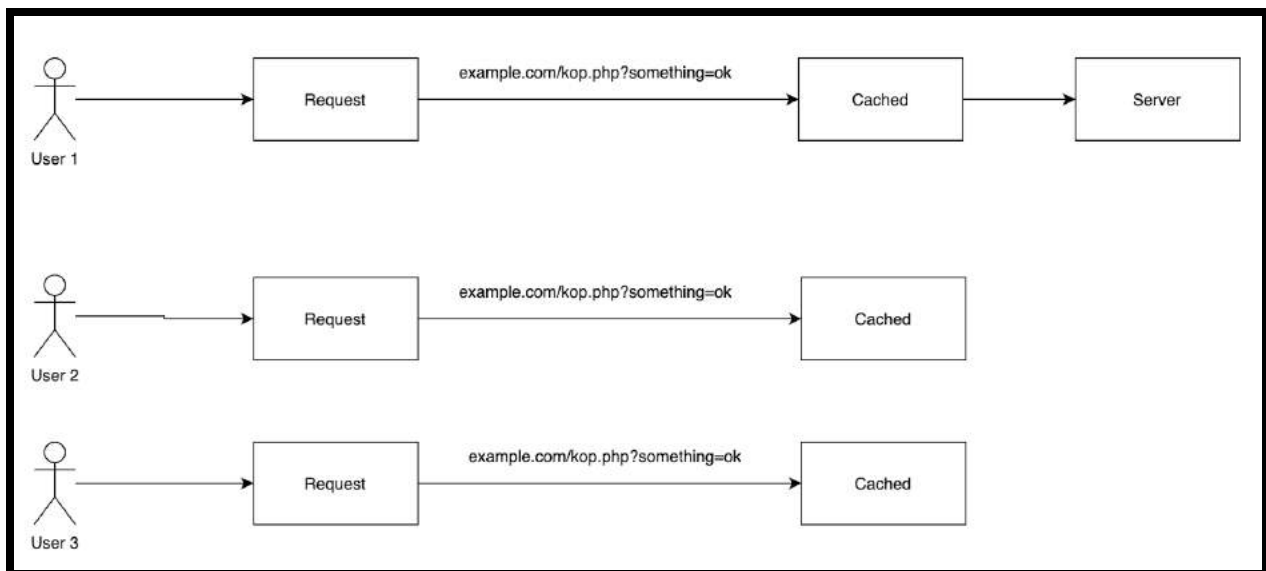 example.com/kop.php?something=ok
Request
Cached
Server
User 1
example.com/kop.php?something=ok
Request
Cached
User 2
example.com/kop.php?something=ok
Request
Cached
User 3